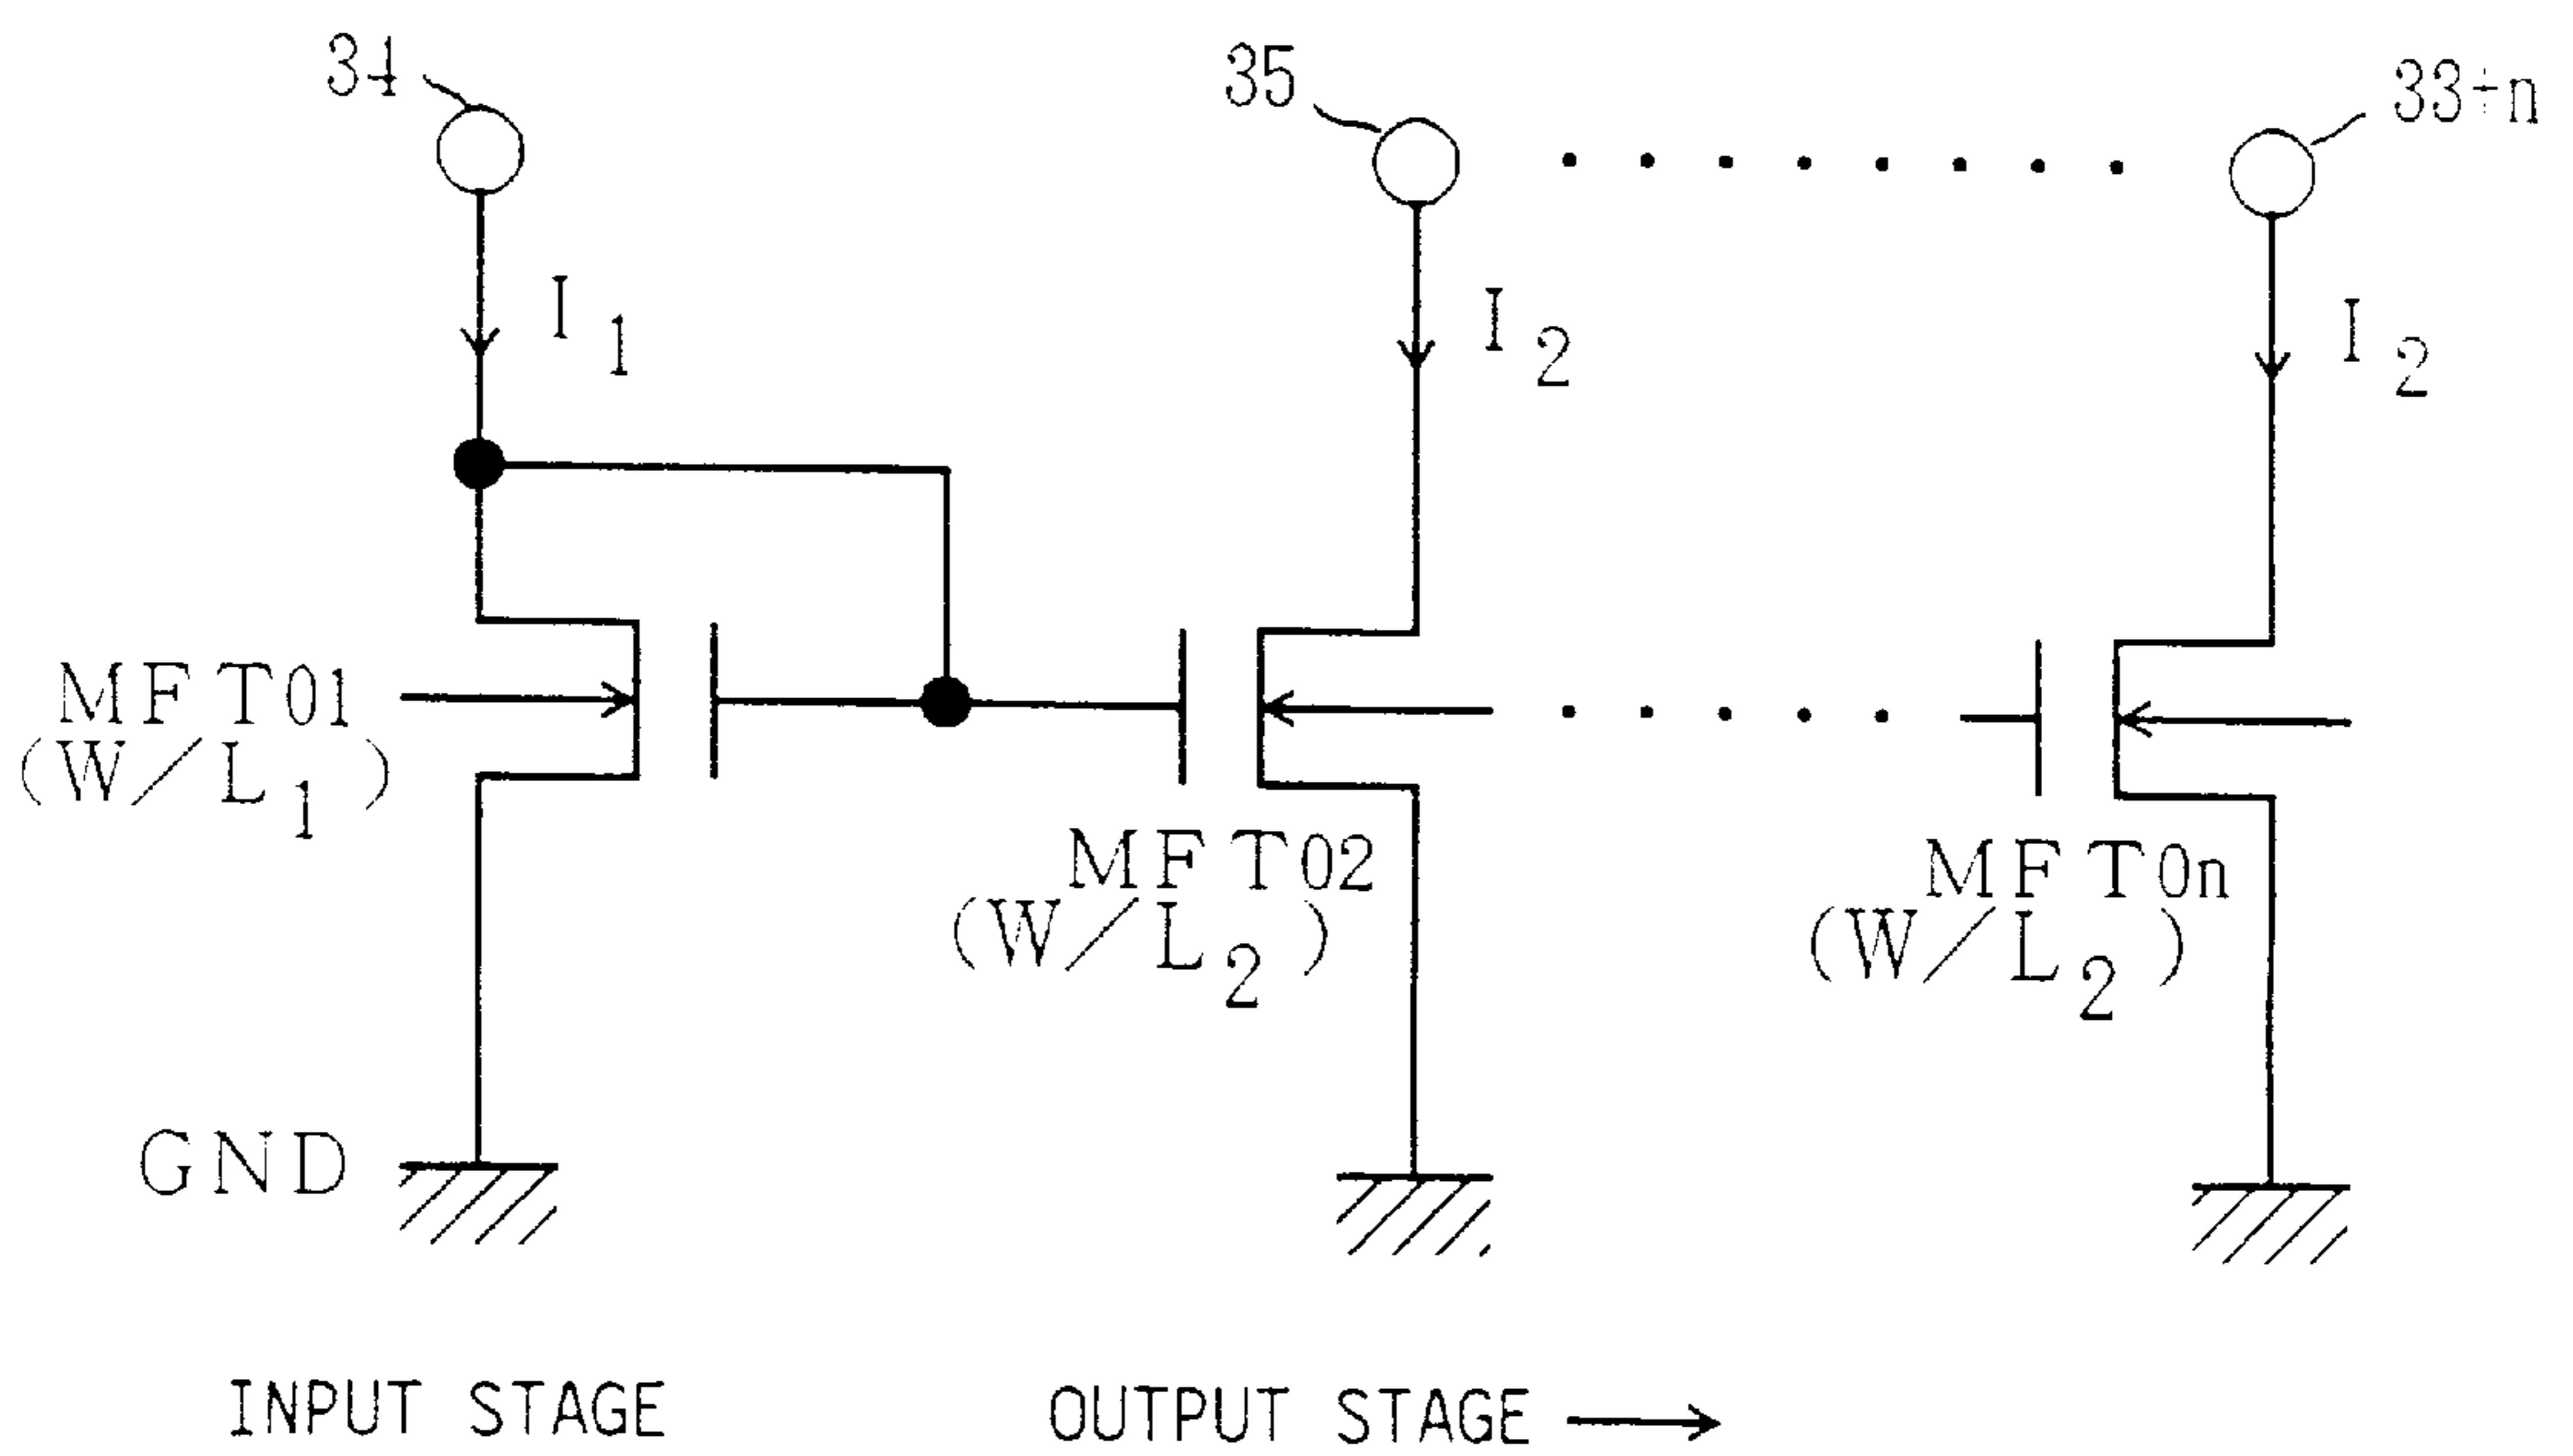 34
35
33+n
I1
I2
I2
MFT01
(W/L1)
MFT02
(W/L2)
MFT0n
(W/L2)
GND
INPUT STAGE
OUTPUT STAGE →